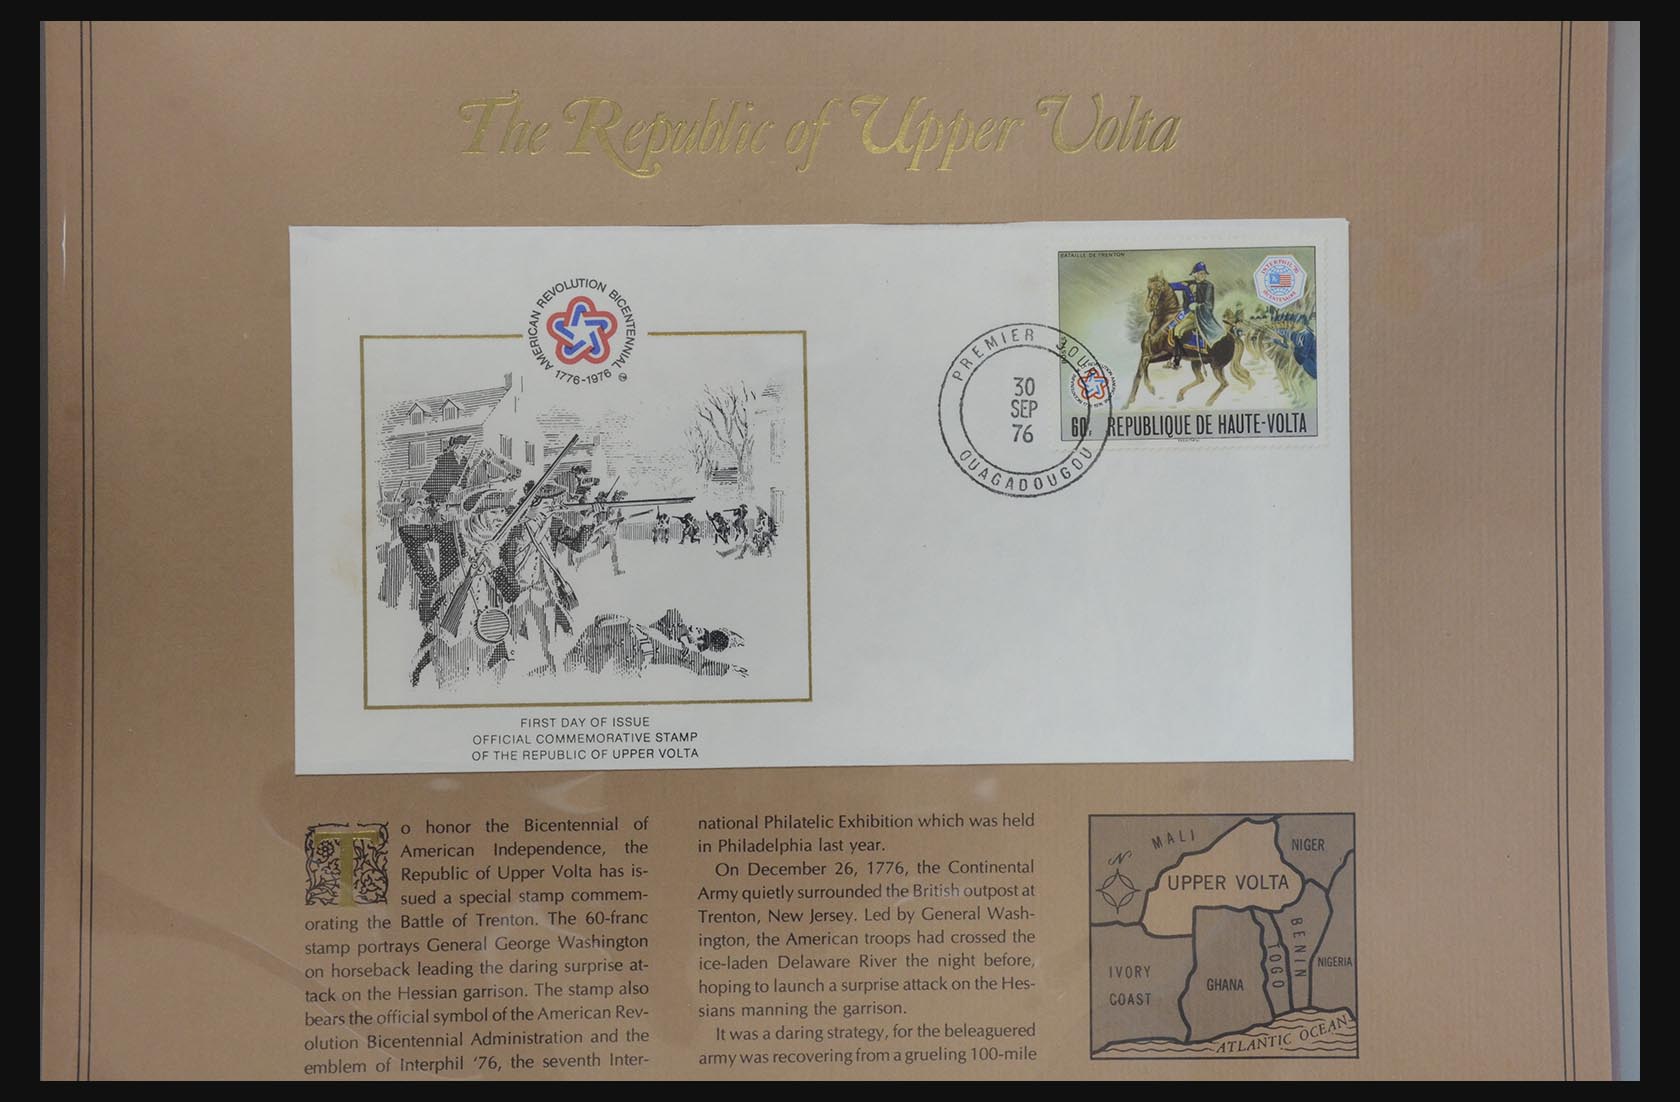 The Republic of Upper Volta
AMERICAN REVOLUTION BICENTENNIAL
1776-1976
BATAILLE DE TRENTON
INTERPHIL '76
BICENTENAIRE
60F REPUBLIQUE DE HAUTE-VOLTA
PREMIER JOUR
30
SEP
76
OUAGADOUGOU
FIRST DAY OF ISSUE
OFFICIAL COMMEMORATIVE STAMP
OF THE REPUBLIC OF UPPER VOLTA
To honor the Bicentennial of
American Independence, the
Republic of Upper Volta has is-
sued a special stamp commem-
orating the Battle of Trenton. The 60-franc
stamp portrays General George Washington
on horseback leading the daring surprise at-
tack on the Hessian garrison. The stamp also
bears the official symbol of the American Rev-
olution Bicentennial Administration and the
emblem of Interphil '76, the seventh Inter-
national Philatelic Exhibition which was held
in Philadelphia last year.
On December 26, 1776, the Continental
Army quietly surrounded the British outpost at
Trenton, New Jersey. Led by General Wash-
ington, the American troops had crossed the
ice-laden Delaware River the night before,
hoping to launch a surprise attack on the Hes-
sians manning the garrison.
It was a daring strategy, for the beleaguered
army was recovering from a grueling 100-mile
MALI
NIGER
N
UPPER VOLTA
BENIN
TOGO
NIGERIA
IVORY
COAST
GHANA
ATLANTIC OCEAN